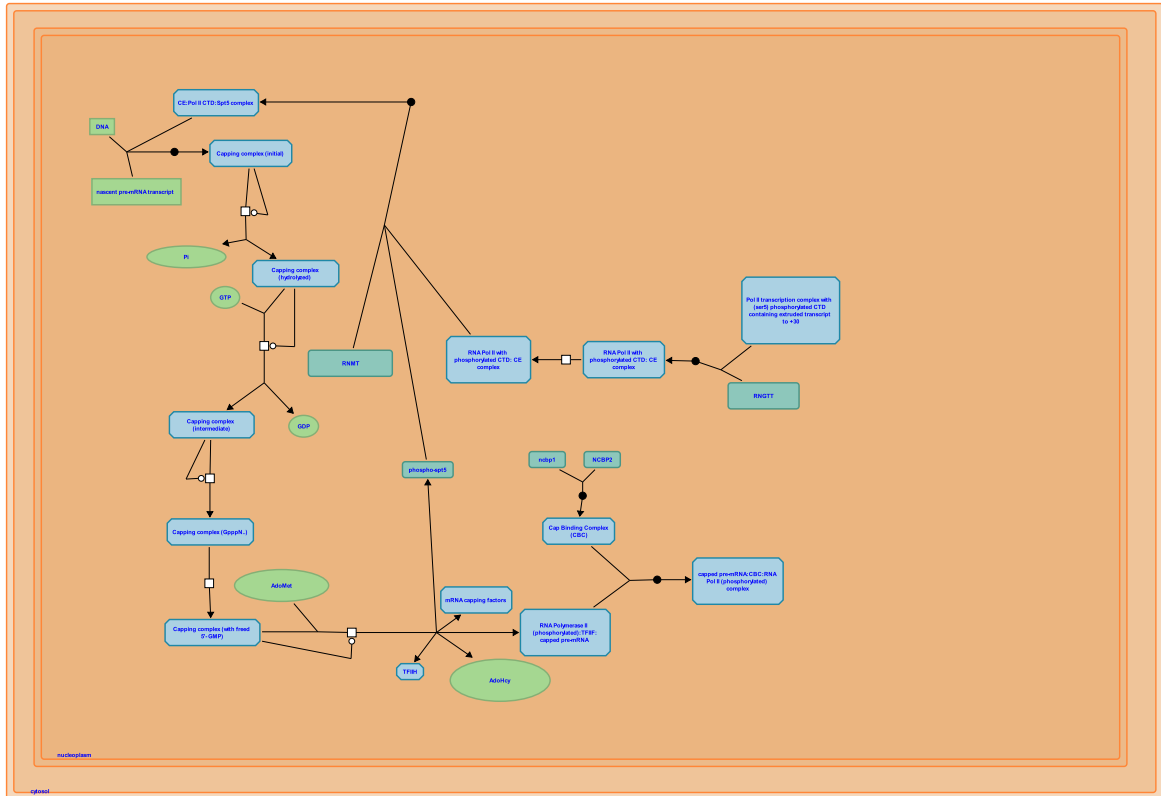 CE:Pol II CTD:Spt5 complex
DNA
Capping complex (initial)
nascent pre-mRNA transcript
Pi
Capping complex
(hydrolyzed)
GTP
Pol II transcription complex with
(ser5) phosphorylated CTD
containing extruded transcript
to +30
RNMT
RNA Pol II with
phosphorylated CTD: CE
complex
RNA Pol II with
phosphorylated CTD: CE
complex
RNGTT
Capping complex
(intermediate)
GDP
phospho-spt5
ncbp1
NCBP2
Capping complex (GpppN..)
Cap Binding Complex
(CBC)
AdoMet
mRNA capping factors
capped pre-mRNA:CBC:RNA
Pol II (phosphorylated)
complex
Capping complex (with freed
5'-GMP)
RNA Polymerase II
(phosphorylated):TFIIF:
capped pre-mRNA
TFIIH
AdoHcy
nucleoplasm
cytosol